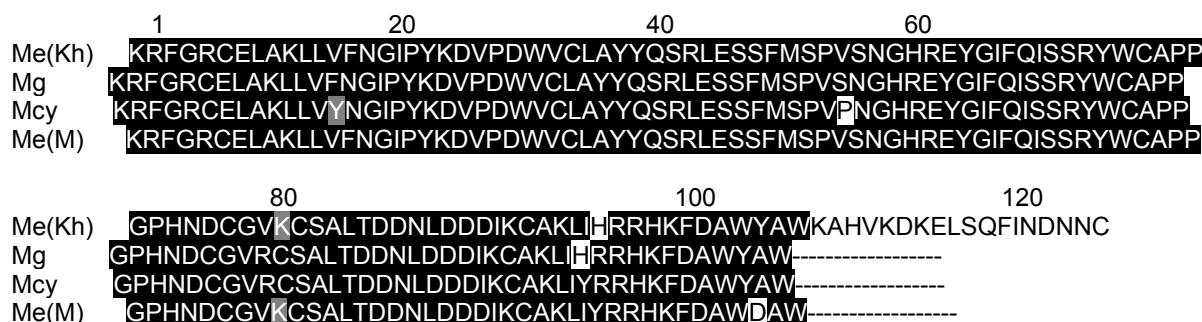 1 20 40 60
Me(Kh) KRFGRCELAKLLVFNGIPYKDVPDWVCLAYYQSRLESSFMSPVSNGHREYGIFQISSRYWCAPP
Mg KRFGRCELAKLLVFNGIPYKDVPDWVCLAYYQSRLESSFMSPVSNGHREYGIFQISSRYWCAPP
Mcy KRFGRCELAKLLVYNGIPYKDVPDWVCLAYYQSRLESSFMSPVPNGHREYGIFQISSRYWCAPP
Me(M) KRFGRCELAKLLVFNGIPYKDVPDWVCLAYYQSRLESSFMSPVSNGHREYGIFQISSRYWCAPP
80 100 120
Me(Kh) GPHNDCGVKCSALTDDNLDDDIKCAKLIHRRHKFDAWYAWKAHVKDKELSQFINDNNC
Mg GPHNDCGVRCSALTDDNLDDDIKCAKLIHRRHKFDAWYAW------------------
Mcy GPHNDCGVRCSALTDDNLDDDIKCAKLIYRRHKFDAWYAW------------------
Me(M) GPHNDCGVKCSALTDDNLDDDIKCAKLIYRRHKFDAWDAW------------------